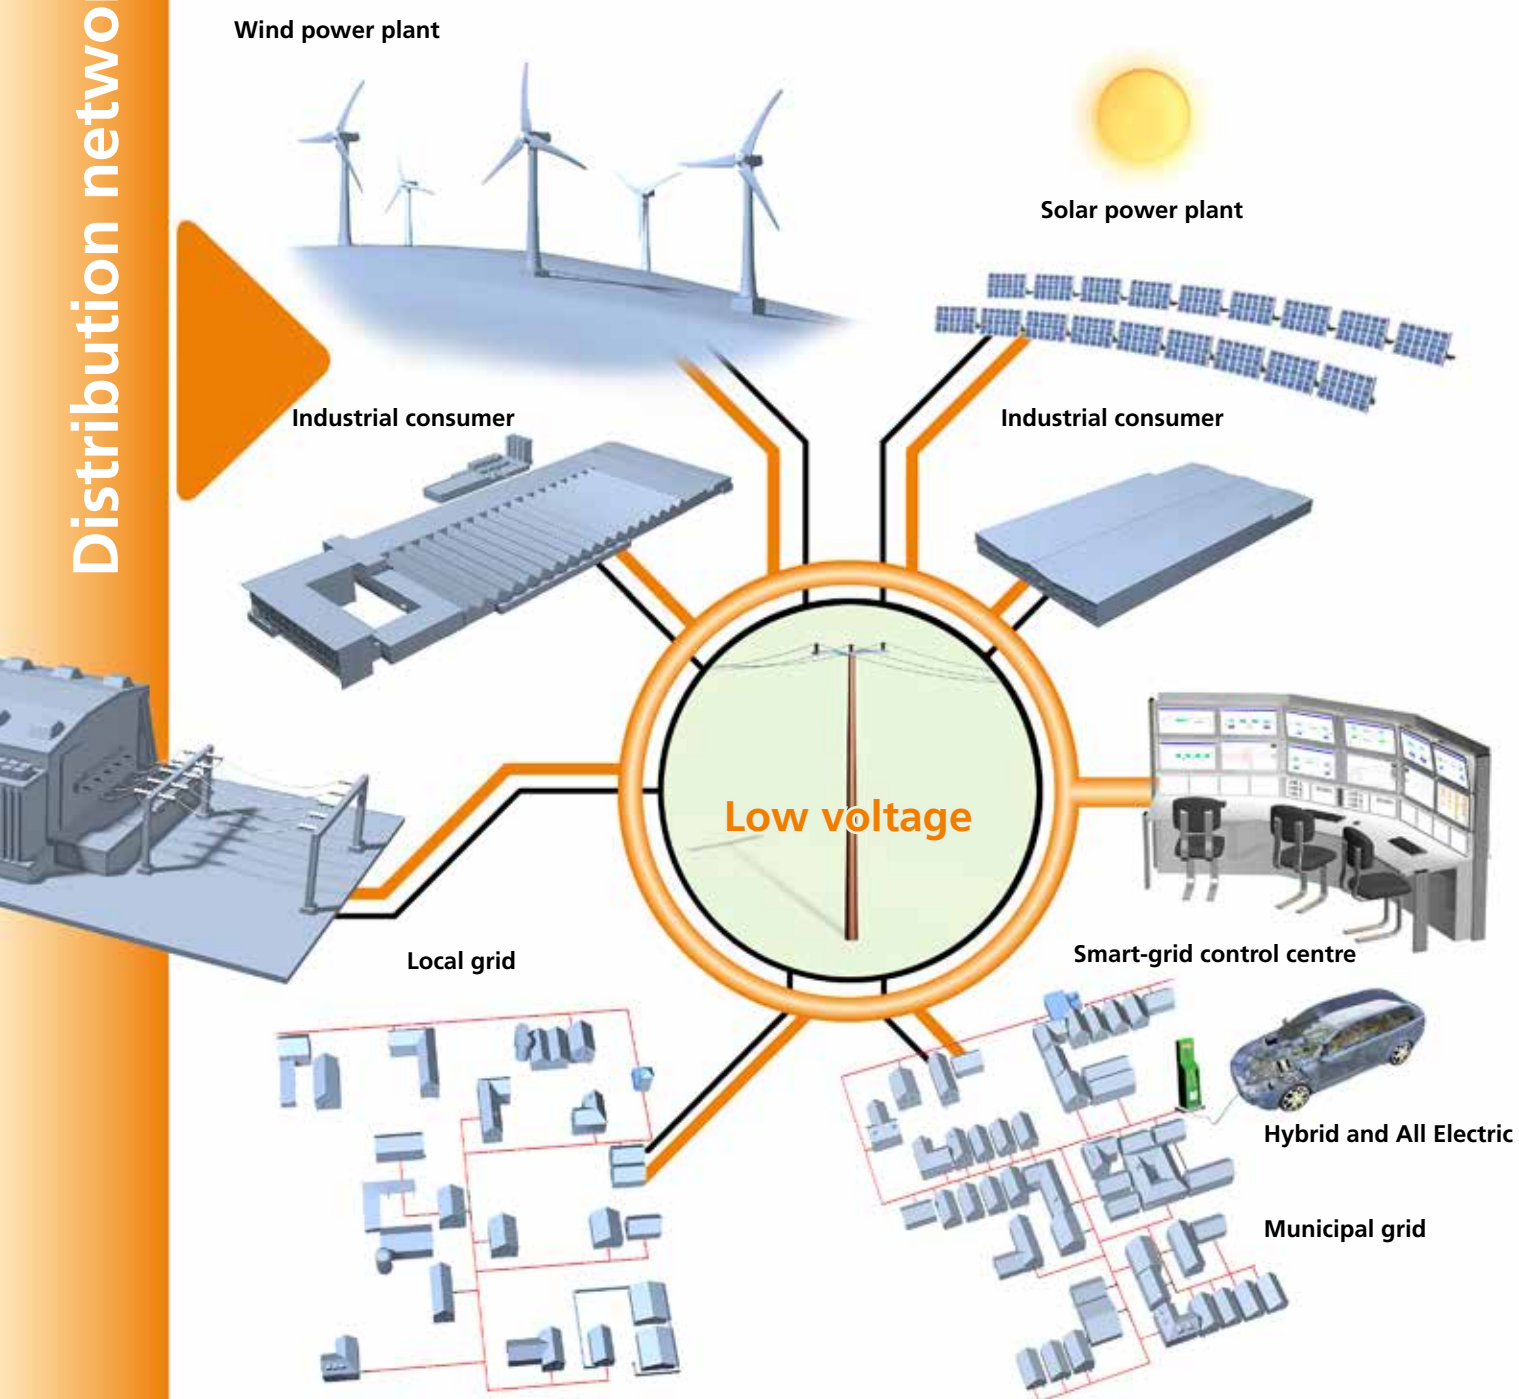 Distribution
Wind power plant
Solar power plant
Industrial consumer
Industrial consumer
Low voltage
Local grid
Smart-grid control centre
Hybrid and All Electric
Municipal grid